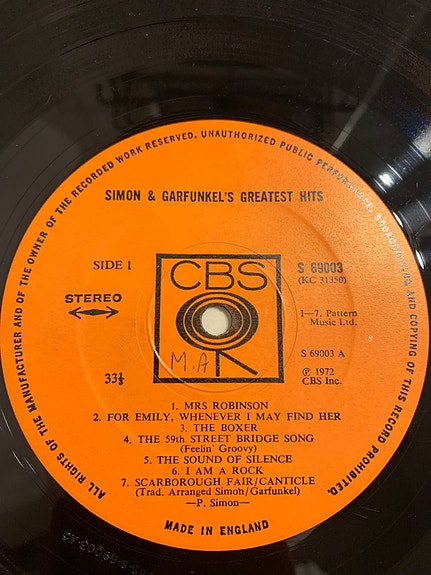 ALL RIGHTS OF THE MANUFACTURER AND OF THE OWNER OF THE RECORDED WORK RESERVED. UNAUTHORIZED PUBLIC PERFORMANCE, BROADCASTING AND COPYING OF THIS RECORD PROHIBITED.
SIMON & GARFUNKEL'S GREATEST HITS
SIDE 1
CBS
S 69003
(KC 31350)
STEREO
1—7. Pattern
Music Ltd.
M.A
S 69003 A
33⅓
℗ 1972
CBS Inc.
1. MRS ROBINSON
2. FOR EMILY, WHENEVER I MAY FIND HER
3. THE BOXER
4. THE 59th STREET BRIDGE SONG
(Feelin' Groovy)
5. THE SOUND OF SILENCE
6. I AM A ROCK
7. SCARBOROUGH FAIR/CANTICLE
(Trad. Arranged Simon/Garfunkel)
—P. Simon—
MADE IN ENGLAND